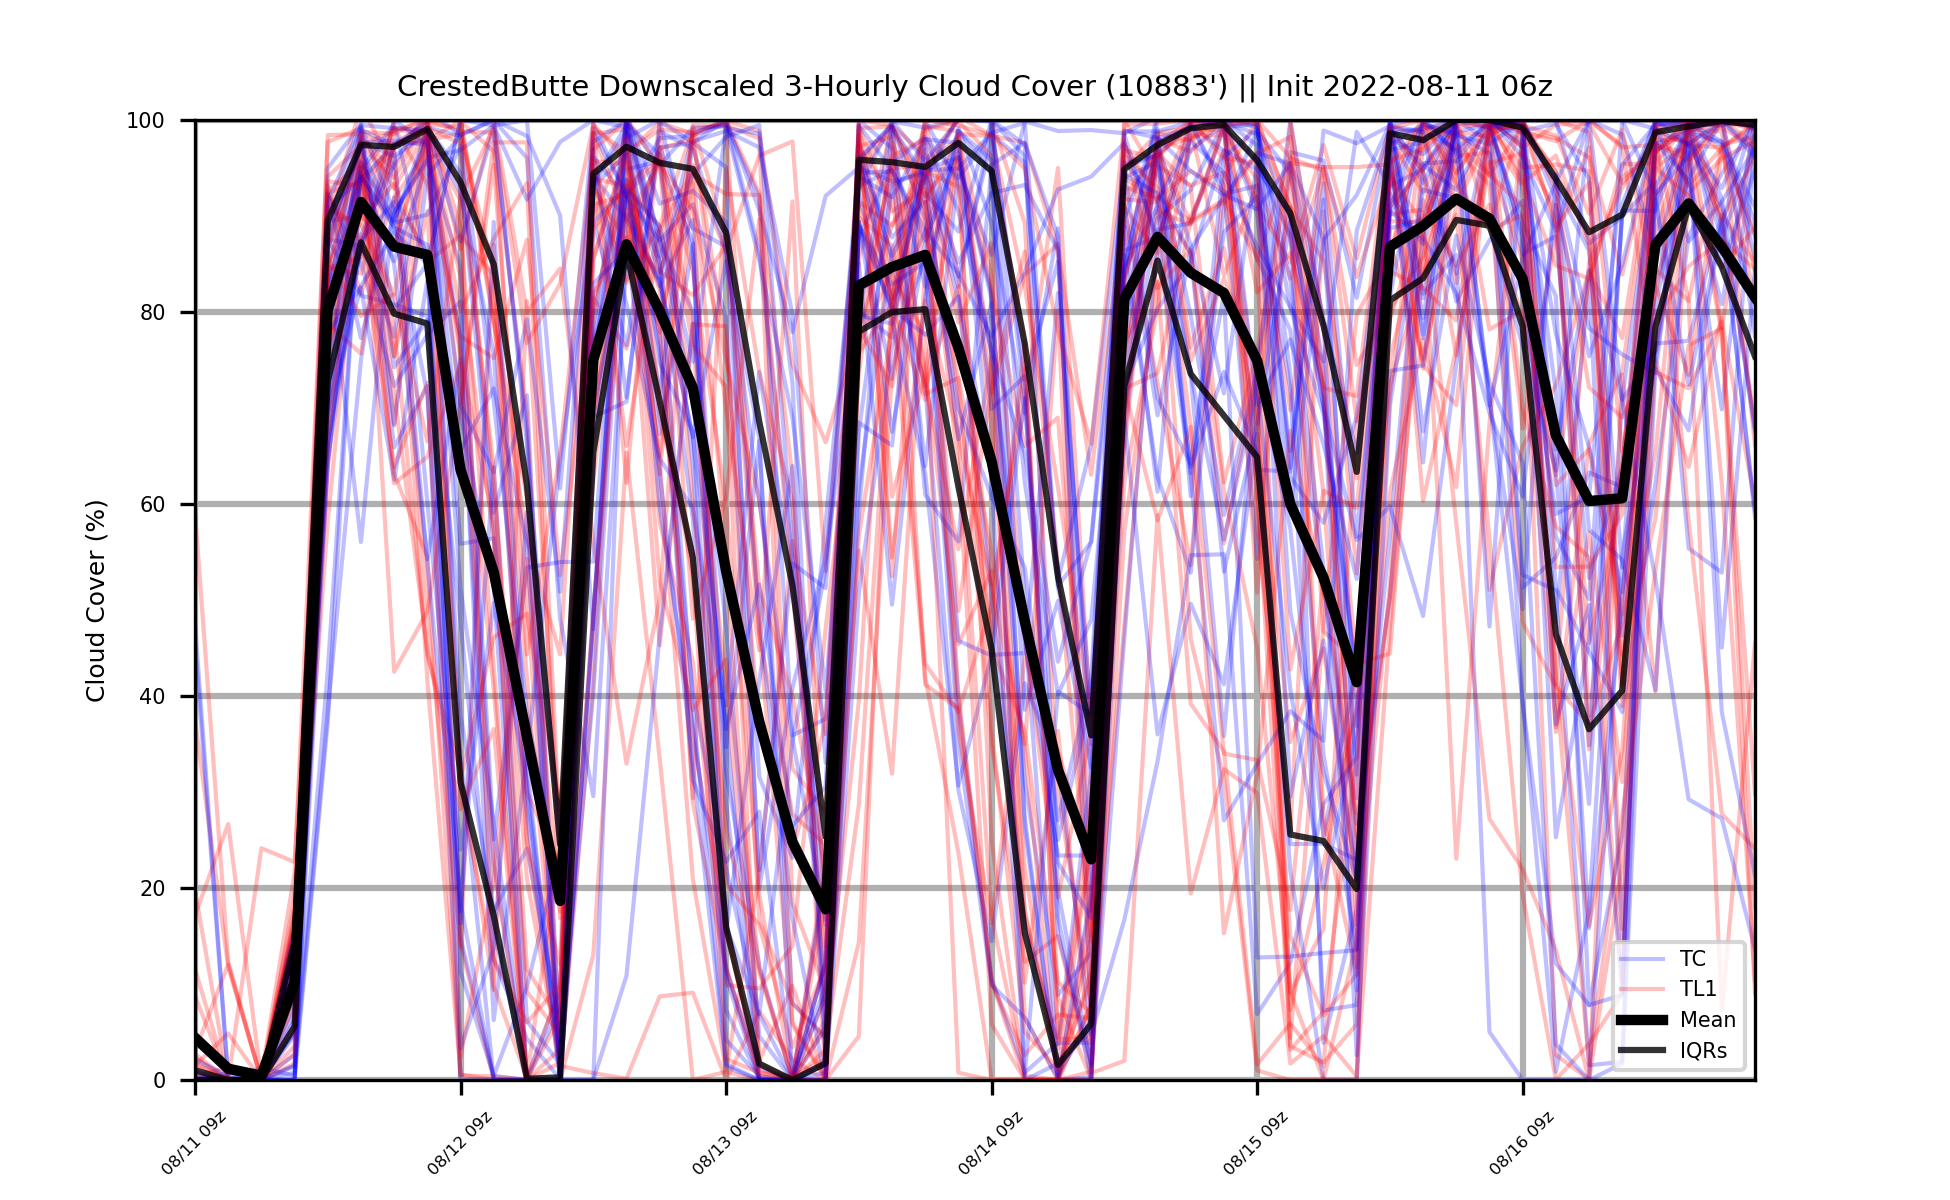 CrestedButte Downscaled 3-Hourly Cloud Cover (10883') || Init 2022-08-11 06z
Cloud Cover (%)
100
80
60
40
20
0
TC
TL1
Mean
IQRs
08/11 09z
08/12 09z
08/13 09z
08/14 09z
08/15 09z
08/16 09z